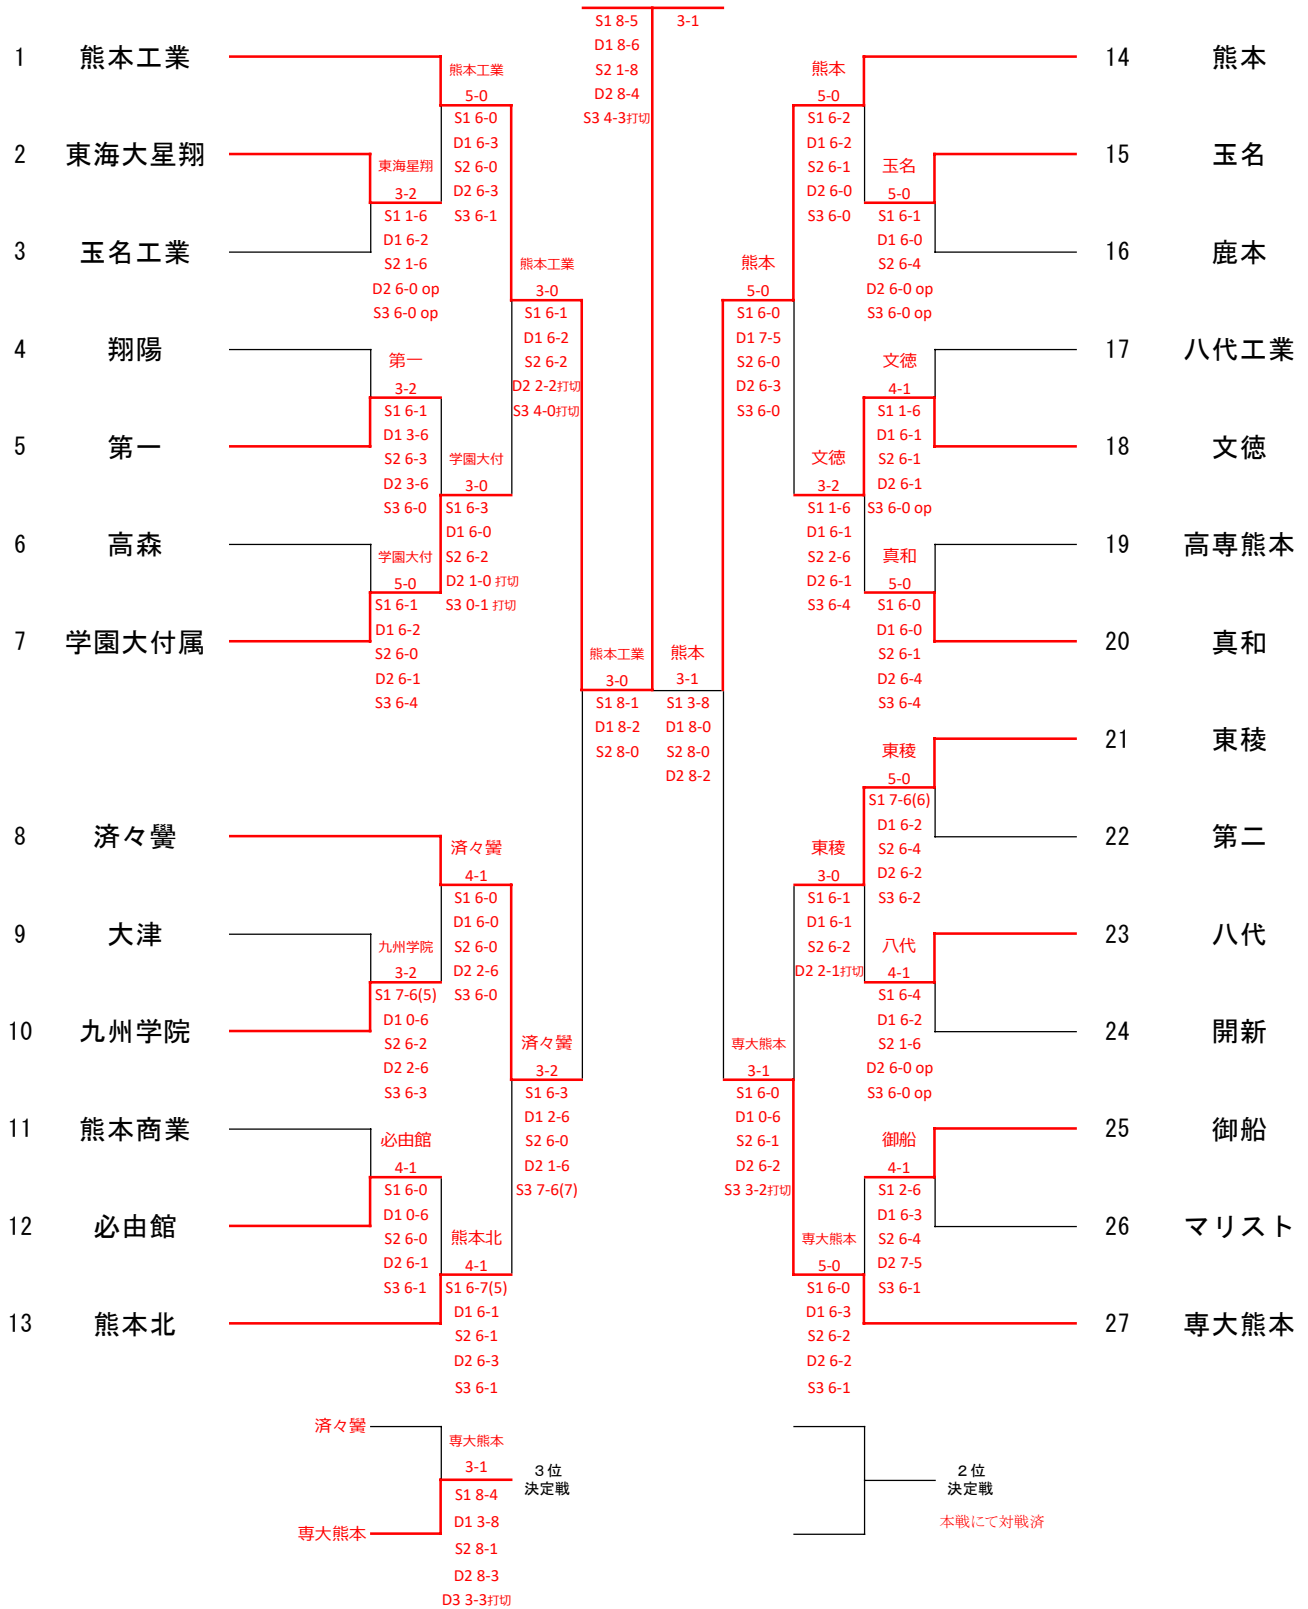 S1 8-5
3-1
D1 8-6
S2 1-8
D2 8-4
S3 4-3打切
1 熊本工業
熊本工業
5-0
S1 6-0
D1 6-3
S2 6-0
D2 6-3
S3 6-1
2 東海大星翔
東海星翔
3-2
S1 1-6
D1 6-2
S2 1-6
D2 6-0 op
S3 6-0 op
3 玉名工業
熊本工業
3-0
S1 6-1
D1 6-2
S2 6-2
D2 2-2打切
S3 4-0打切
4 翔陽
第一
3-2
S1 6-1
D1 3-6
S2 6-3
D2 3-6
S3 6-0
5 第一
学園大付
3-0
S1 6-3
D1 6-0
S2 6-2
D2 1-0 打切
S3 0-1 打切
6 高森
学園大付
5-0
S1 6-1
D1 6-2
S2 6-0
D2 6-1
S3 6-4
7 学園大付属
熊本工業
3-0
S1 8-1
D1 8-2
S2 8-0
8 済々黌
済々黌
4-1
S1 6-0
D1 6-0
S2 6-0
D2 2-6
S3 6-0
9 大津
九州学院
3-2
S1 7-6(5)
D1 0-6
S2 6-2
D2 2-6
S3 6-3
10 九州学院
済々黌
3-2
S1 6-3
D1 2-6
S2 6-0
D2 1-6
S3 7-6(7)
11 熊本商業
必由館
4-1
S1 6-0
D1 0-6
S2 6-0
D2 6-1
S3 6-1
12 必由館
熊本北
4-1
S1 6-7(5)
D1 6-1
S2 6-1
D2 6-3
S3 6-1
13 熊本北
熊本
5-0
S1 6-2
D1 6-2
S2 6-1
D2 6-0
S3 6-0
14 熊本
玉名
5-0
S1 6-1
D1 6-0
S2 6-4
D2 6-0 op
S3 6-0 op
15 玉名
16 鹿本
熊本
5-0
S1 6-0
D1 7-5
S2 6-0
D2 6-3
S3 6-0
17 八代工業
文徳
4-1
S1 1-6
D1 6-1
S2 6-1
D2 6-1
S3 6-0 op
18 文徳
文徳
3-2
S1 1-6
D1 6-1
S2 2-6
D2 6-1
S3 6-4
19 高専熊本
真和
5-0
S1 6-0
D1 6-0
S2 6-1
D2 6-4
S3 6-4
20 真和
熊本
3-1
S1 3-8
D1 8-0
S2 8-0
D2 8-2
21 東稜
東稜
5-0
S1 7-6(6)
D1 6-2
S2 6-4
D2 6-2
S3 6-2
22 第二
東稜
3-0
S1 6-1
D1 6-1
S2 6-2
D2 2-1打切
23 八代
八代
4-1
S1 6-4
D1 6-2
S2 1-6
D2 6-0 op
S3 6-0 op
24 開新
専大熊本
3-1
S1 6-0
D1 0-6
S2 6-1
D2 6-2
S3 3-2打切
25 御船
御船
4-1
S1 2-6
D1 6-3
S2 6-4
D2 7-5
S3 6-1
26 マリスト
専大熊本
5-0
S1 6-0
D1 6-3
S2 6-2
D2 6-2
S3 6-1
27 専大熊本
済々黌
専大熊本
3-1
S1 8-4
D1 3-8
S2 8-1
D2 8-3
D3 3-3打切
専大熊本
３位
決定戦
２位
決定戦
本戦にて対戦済